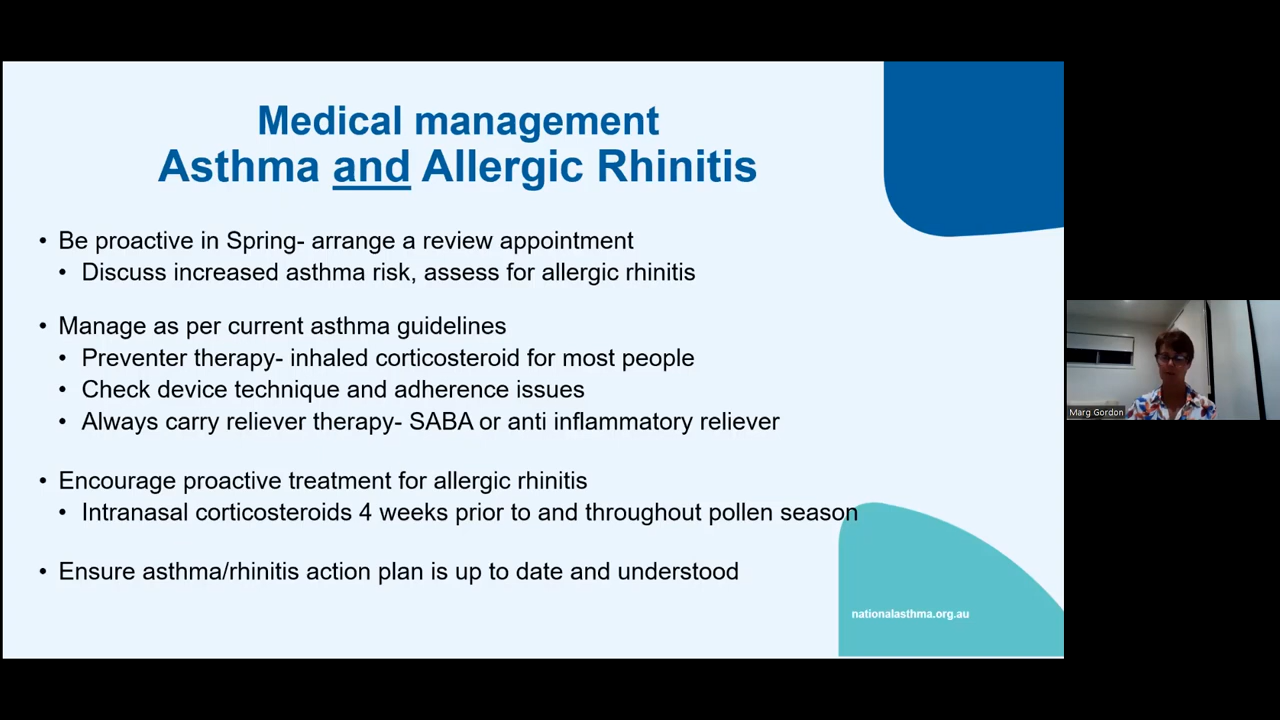 Medical management
Asthma and Allergic Rhinitis
• Be proactive in Spring- arrange a review appointment
• Discuss increased asthma risk, assess for allergic rhinitis
• Manage as per current asthma guidelines
• Preventer therapy- inhaled corticosteroid for most people
• Check device technique and adherence issues
• Always carry reliever therapy- SABA or anti inflammatory reliever
• Encourage proactive treatment for allergic rhinitis
• Intranasal corticosteroids 4 weeks prior to and throughout pollen season
• Ensure asthma/rhinitis action plan is up to date and understood
nationalasthma.org.au
Marg Gordon